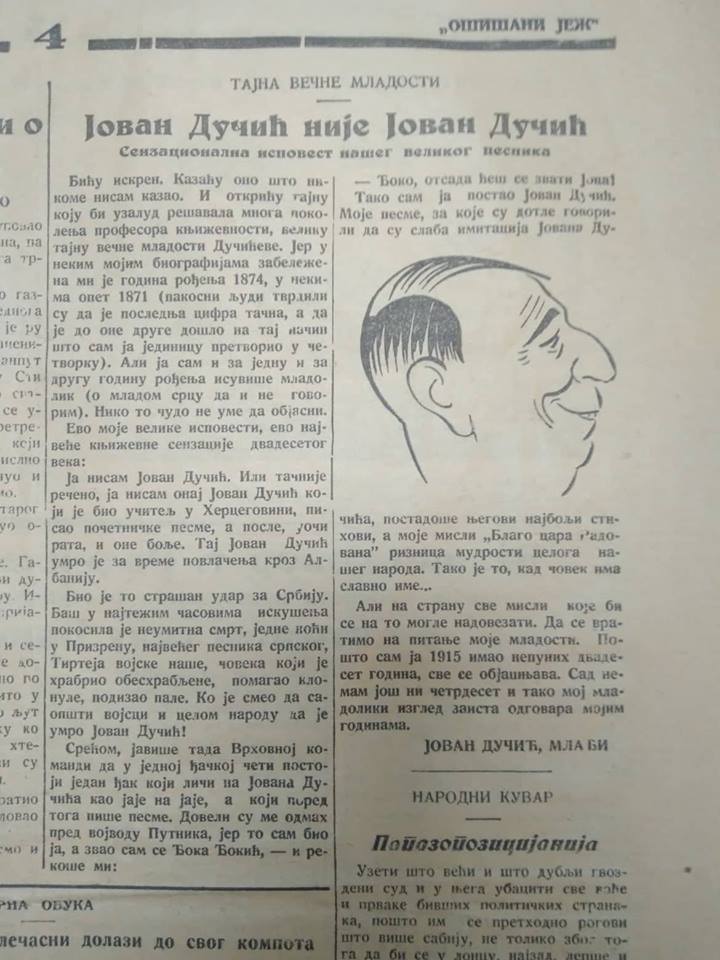 4
„ОШИШАНИ ЈЕЖ"
ТАЈНА ВЕЧНЕ МЛАДОСТИ
Јован Дучић није Јован Дучић
Сензационална исповест нашег великог песника
Бићу искрен. Казаћу оно што ни-
коме нисам казао. И открићу тајну
коју би узалуд решавала многа поко-
лења професора књижевности, велику
тајну вечне младости Дучићеве. Јер у
неким мојим биографијама забележе-
на ми је година рођења 1874, у неки-
ма опет 1871 (пакосни људи тврдили
су да је последња цифра тачна, а да
је до оне друге дошло на тај начин
што сам ја јединицу претворио у че-
творку). Али ја сам и за једну и за
другу годину рођења исувише младо-
лик (о младом срцу да и не гово-
рим). Нико то чудо не уме да објасни.
Ево моје велике исповести, ево нај-
веће књижевне сензације двадесетог
века:
Ја нисам Јован Дучић. Или тачније
речено, ја нисам онај Јован Дучић ко-
ји је био учитељ у Херцеговини, пи-
сао почетничке песме, а после, уочи
рата, и оне боље. Тај Јован Дучић
умро је за време повлачења кроз Ал-
банију.
Био је то страшан удар за Србију.
Баш у најтежим часовима искушења
покосила је неумитна смрт, једне ноћи
у Призрену, највећег песника српског,
Тиртеја војске наше, човека који је
храбрио обесхрабљене, помагао кло-
нуле, подизао пале. Ко је смео да са-
општи војсци и целом народу да је
умро Јован Дучић!
Срећом, јавише тада Врховној ко-
манди да у једној ђачкој чети посто-
ји један ђак који личи на Јована Ду-
чића као јаје на јаје, а који поред
тога пише песме. Довели су ме одмах
пред војводу Путника, јер то сам био
ја, а звао сам се Ђока Ђокић, — и ре-
коше ми:
— Ђоко, отсада ћеш се звати Јова!
Тако сам ја постао Јован Дучић.
Моје песме, за које су дотле говори-
ли да су слаба имитација Јована Ду-
чића, постадоше његови најбољи сти-
хови, а моје мисли „Благо цара Радо-
вана" ризница мудрости целога на-
шег народа. Тако је то, кад човек има
славно име...
Али на страну све мисли које би
се на то могле надовезати. Да се вра-
тимо на питање моје младости. По-
што сам ја 1915 имао непуних дваде-
сет година, све се објашњава. Сад не-
мам још ни четрдесет и тако мој мла-
долики изглед заиста одговара мојим
годинама.
ЈОВАН ДУЧИЋ, МЛАЂИ
НАРОДНИ КУВАР
Папазопозицијанија
Узети што већи и што дубљи гвоз-
дени суд и у њега убацити све вође
и прваке бивших политичких страна-
ка, пошто им се претходно рогови
што више сабију, не толико због то-
га да би се у лонцу, најзад, лепше и
ОБУКА
долази до свог компота